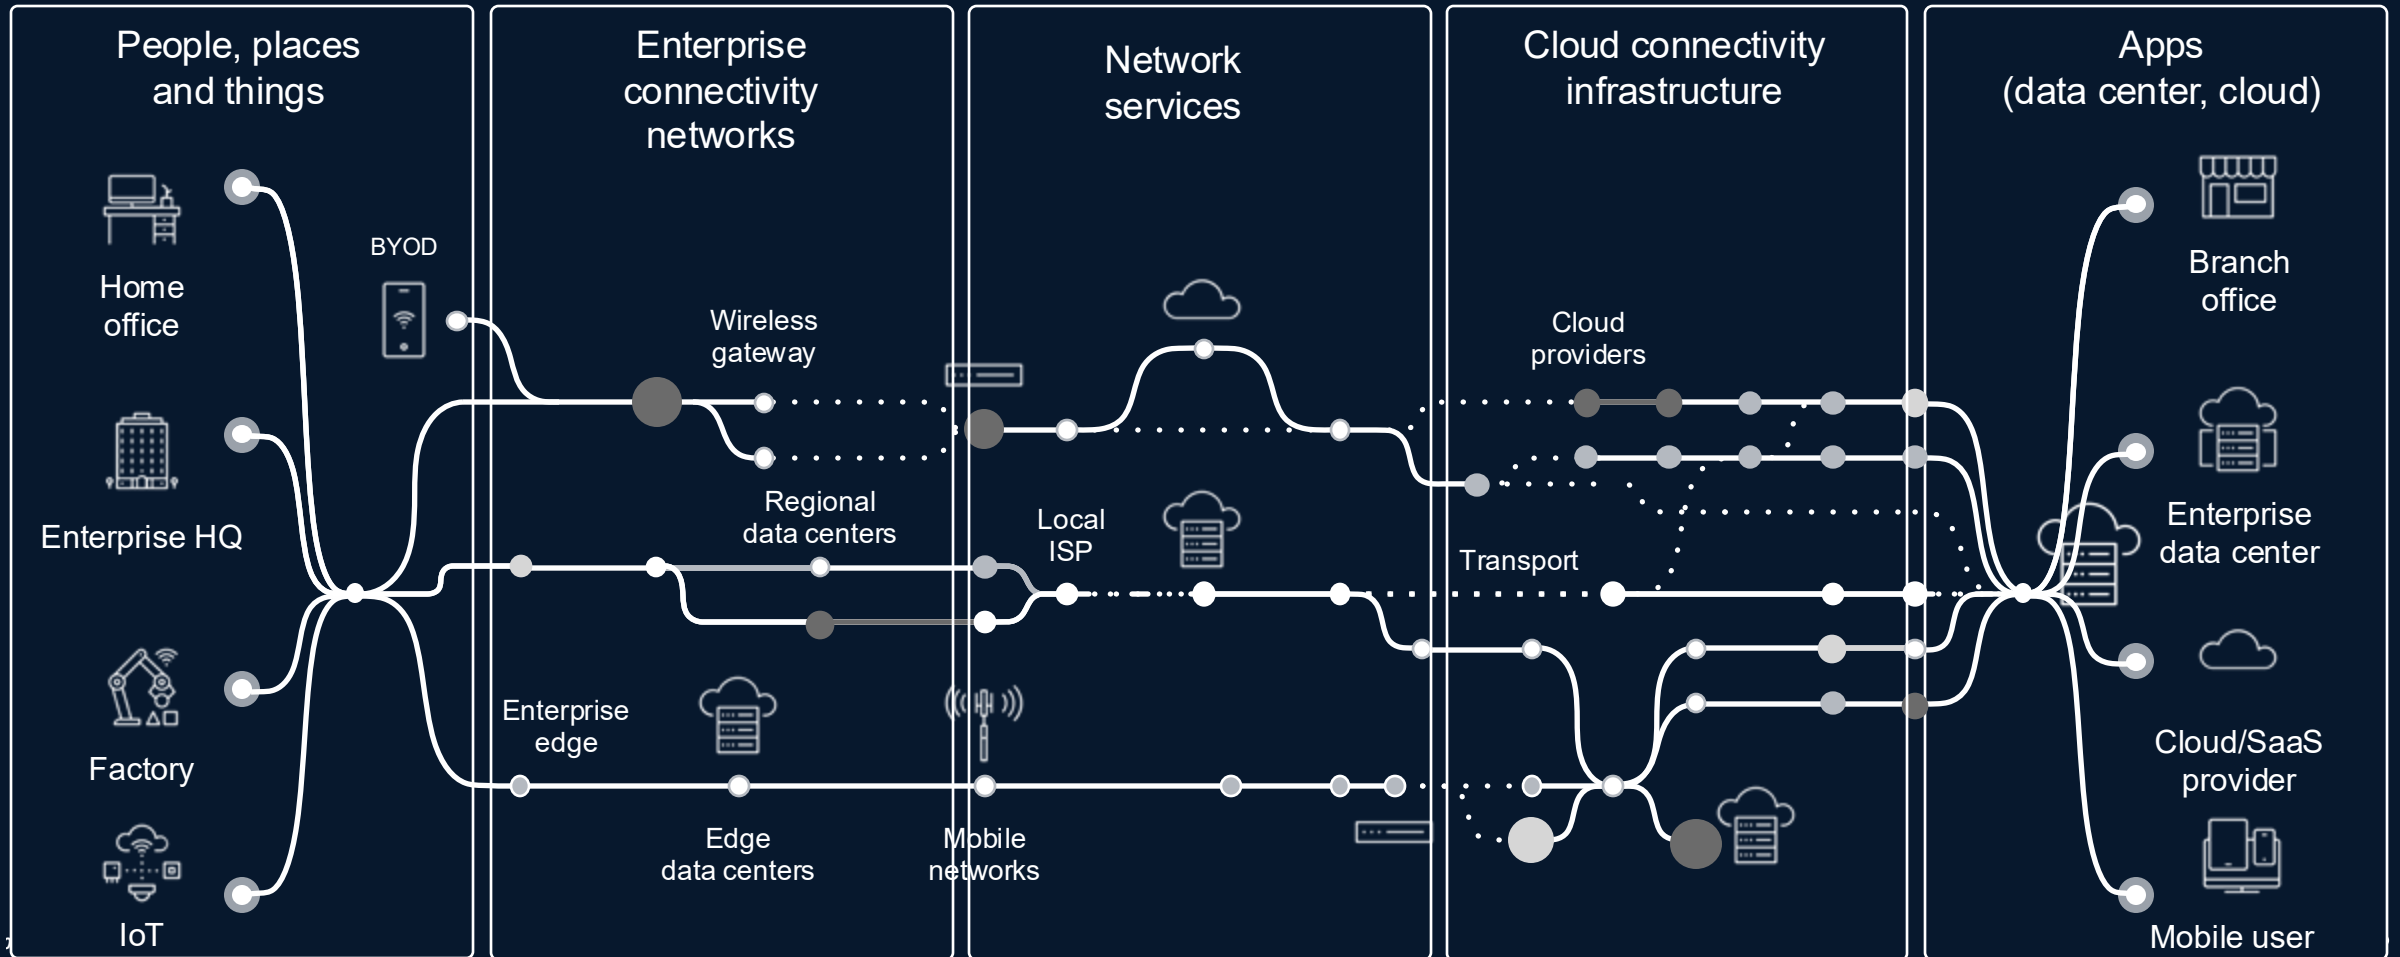 People, places
and things
Enterprise
connectivity
networks
Network
services
Cloud connectivity
infrastructure
Apps
(data center, cloud)
Home
office
BYOD
Enterprise HQ
Factory
IoT
Wireless
gateway
Regional
data centers
Enterprise
edge
Edge
data centers
Mobile
networks
Local
ISP
Cloud
providers
Transport
Branch
office
Enterprise
data center
Cloud/SaaS
provider
Mobile user